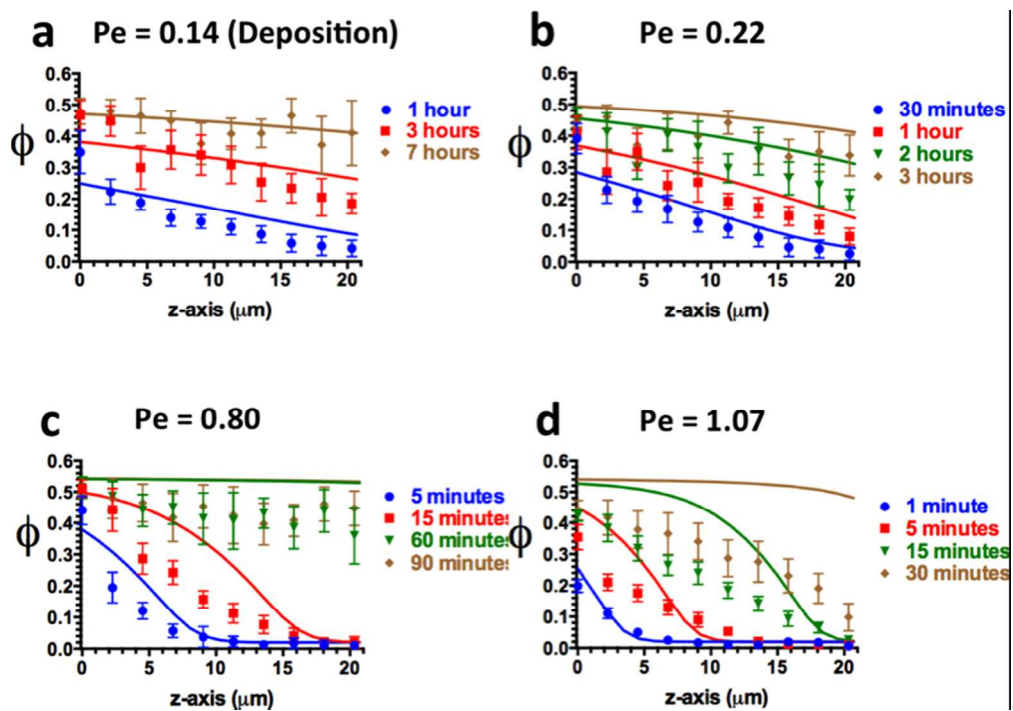 a Pe = 0.14 (Deposition)
0.6
0.5
0.4
0.3
0.2
0.1
0.0
ϕ
0 5 10 15 20
z-axis (μm)
1 hour
3 hours
7 hours
b Pe = 0.22
0.6
0.5
0.4
0.3
0.2
0.1
0.0
ϕ
0 5 10 15 20
z-axis (μm)
30 minutes
1 hour
2 hours
3 hours
c Pe = 0.80
0.6
0.5
0.4
0.3
0.2
0.1
0.0
ϕ
0 5 10 15 20
z-axis (μm)
5 minutes
15 minutes
60 minutes
90 minutes
d Pe = 1.07
0.6
0.5
0.4
0.3
0.2
0.1
0.0
ϕ
0 5 10 15 20
z-axis (μm)
1 minute
5 minutes
15 minutes
30 minutes